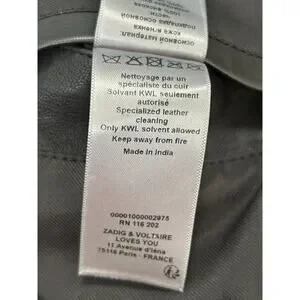 Nettoyage par un
spécialiste du cuir
Solvant KWL seulement
autorisé
Specialized leather
cleaning
Only KWL solvent allowed
Keep away from fire
Made in India
00001000002975
RN 116 202
ZADIG & VOLTAIRE
LOVES YOU
11 Avenue d'Iéna
75116 Paris - FRANCE